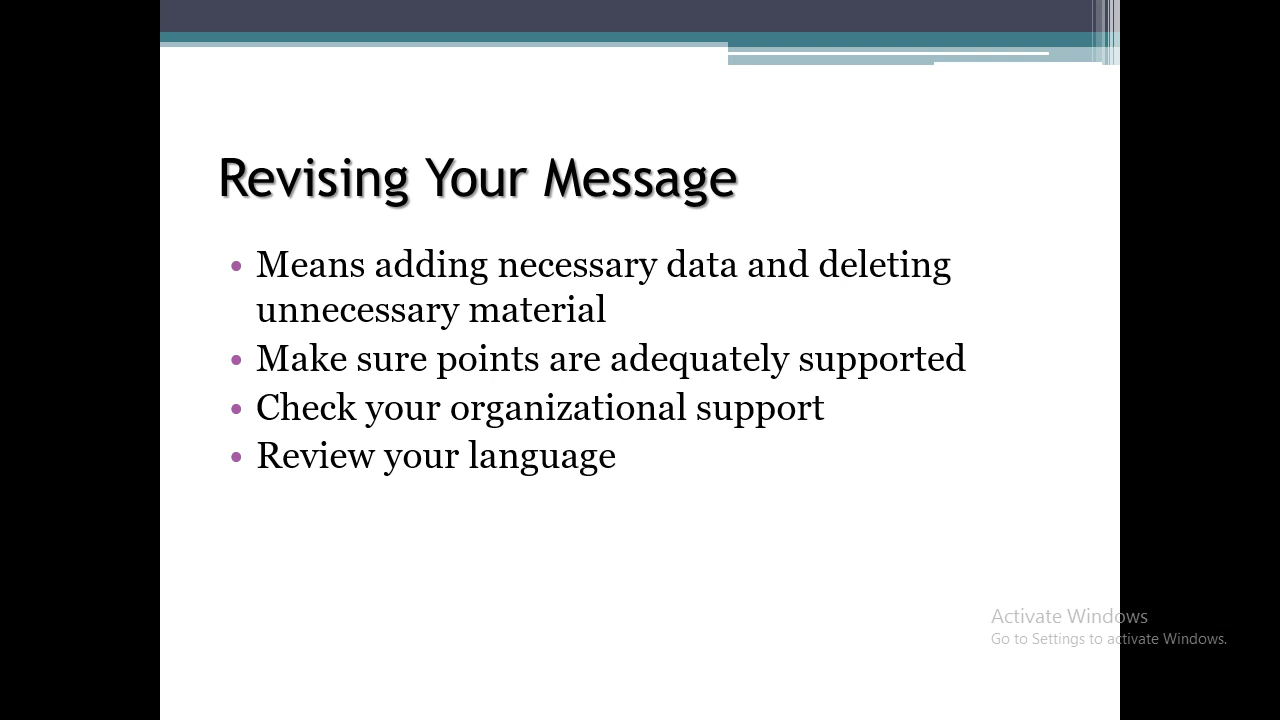 Revising Your Message
• Means adding necessary data and deleting
unnecessary material
• Make sure points are adequately supported
• Check your organizational support
• Review your language
Activate Windows
Go to Settings to activate Windows.